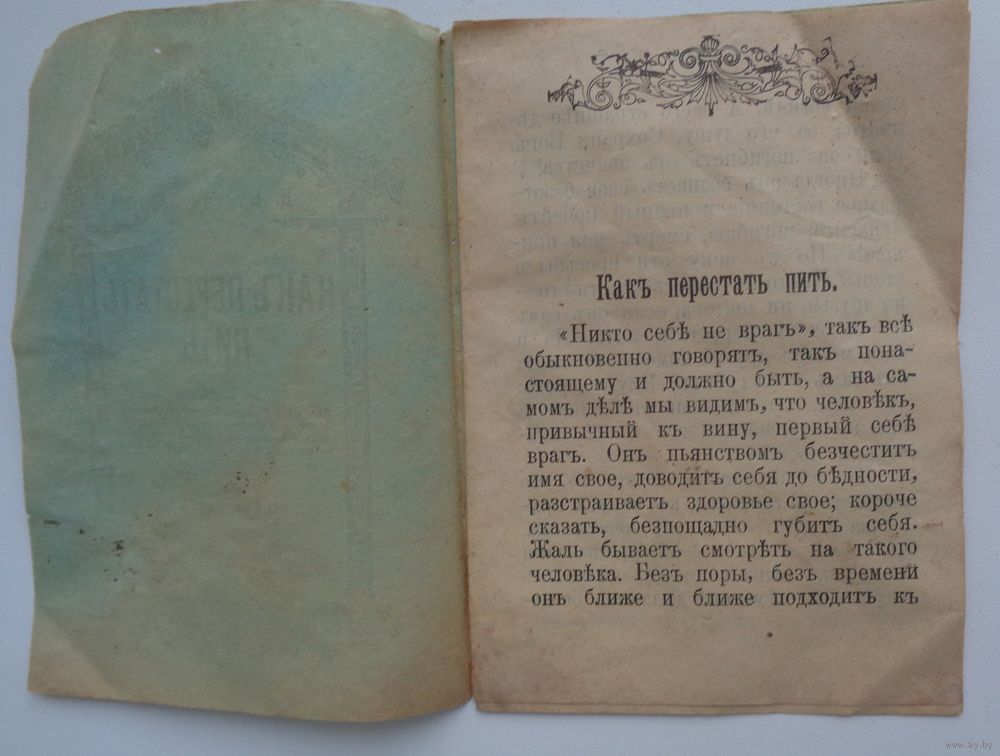 Какъ перестать пить.
«Никто себѣ не врагъ», такъ всѣ
обыкновенно говорятъ, такъ пона-
стоящему и должно быть, а на са-
момъ дѣлѣ мы видимъ, что человѣкъ,
привычный къ вину, первый себѣ
врагъ. Онъ пьянствомъ безчеститъ
имя свое, доводитъ себя до бѣдности,
разстраиваетъ здоровье свое; короче
сказать, безпощадно губитъ себя.
Жаль бываетъ смотрѣть на такого
человѣка. Безъ поры, безъ времени
онъ ближе и ближе подходитъ къ
www.ay.by